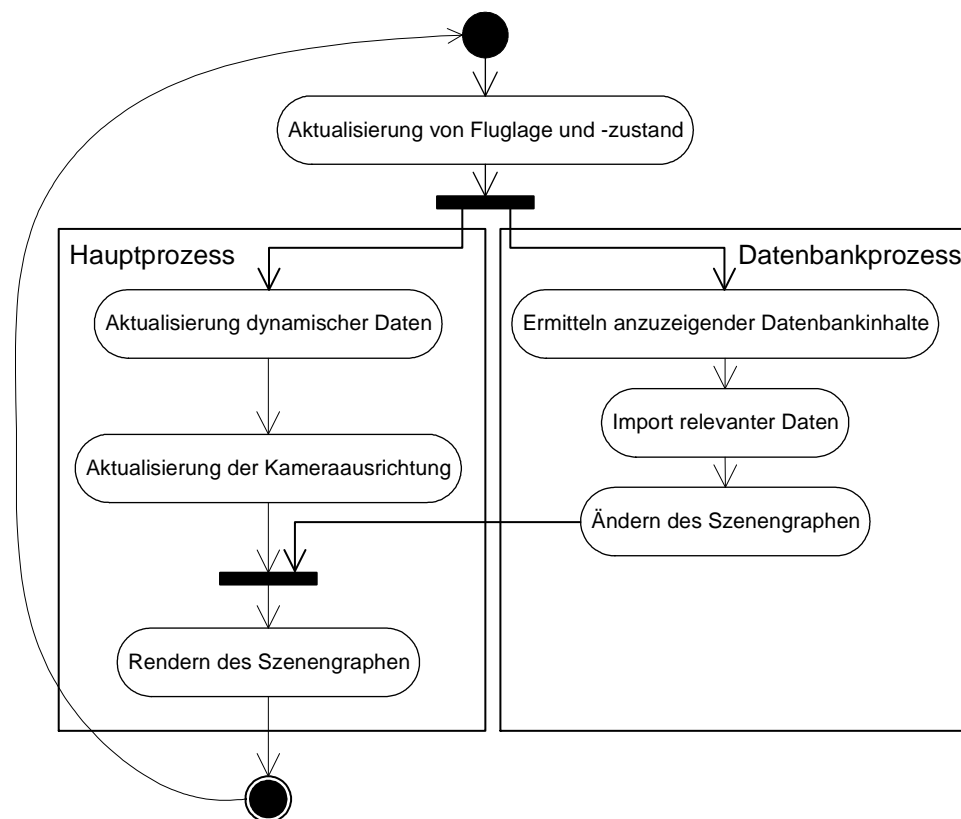 Aktualisierung von Fluglage und -zustand
Hauptprozess
Datenbankprozess
Aktualisierung dynamischer Daten
Ermitteln anzuzeigender Datenbankinhalte
Import relevanter Daten
Aktualisierung der Kameraausrichtung
Ändern des Szenengraphen
Rendern des Szenengraphen